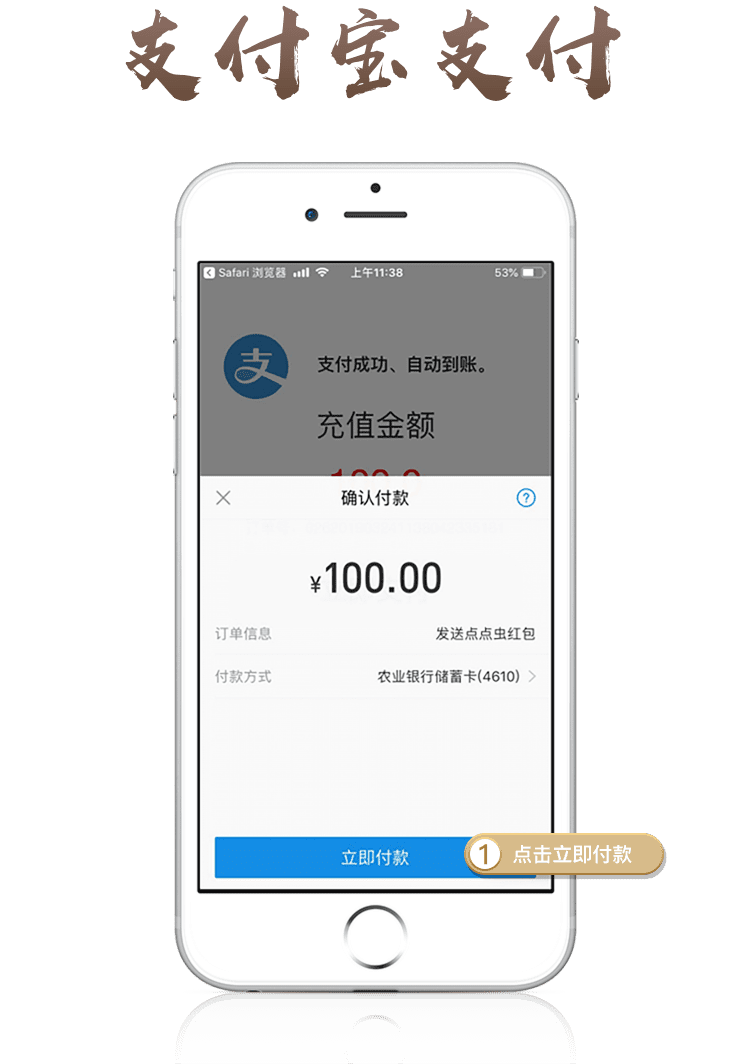 支付宝支付
Safari 浏览器 上午11:38 53%
支 支付成功、自动到账。
充值金额
确认付款 ?
¥100.00
订单信息 发送点点虫红包
付款方式 农业银行储蓄卡(4610)
立即付款
1 点击立即付款